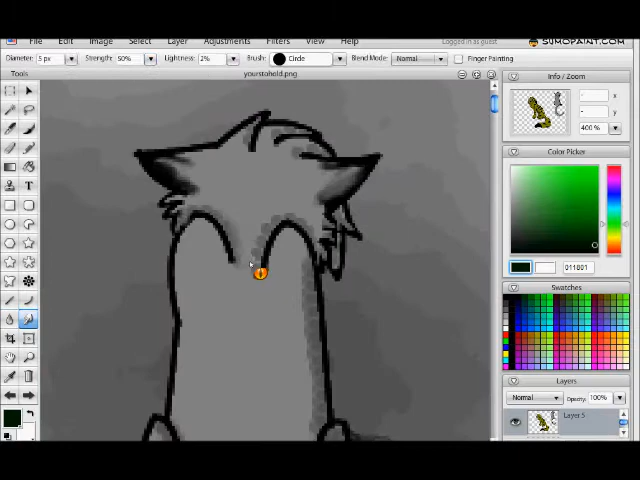 File Edit Image Select Layer Adjustments Filters View Help Logged in as guest SUMOPAINT.COM
Diameter: 5 px Strength: 50% Lightness: 2% Brush: Circle Blend Mode: Normal Finger Painting
Tools yourstohold.png
Info / Zoom
- x
- y
400 %
Color Picker
011801
Swatches
Layers
Normal Opacity: 100%
Layer 5
T